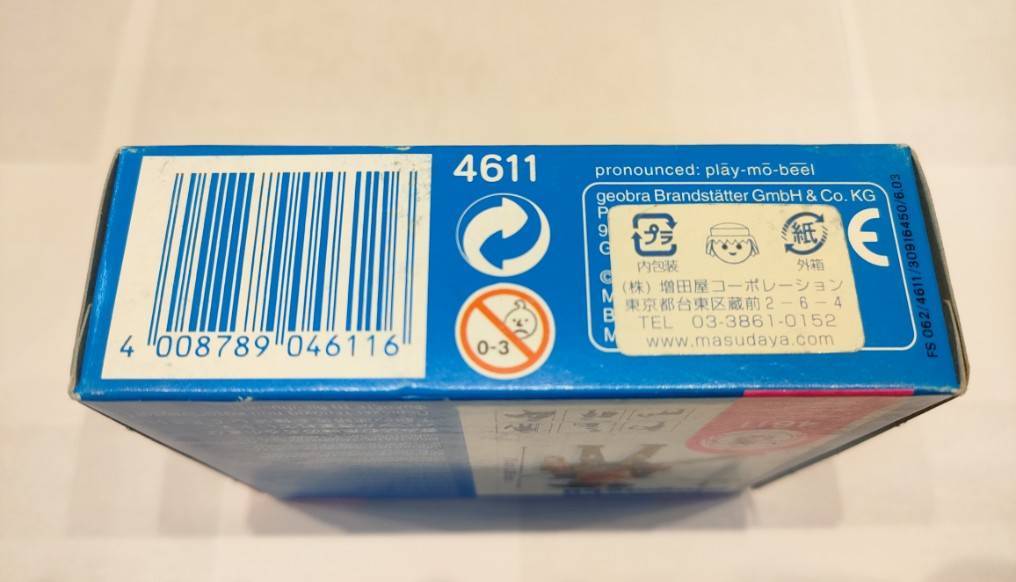 4 008789 046116
4611
0-3
pronounced: plāy-mō-bēēl
geobra Brandstätter GmbH & Co. KG
プラ
紙
内包装
外箱
(株) 増田屋コーポレーション
東京都台東区蔵前2-6-4
TEL 03-3861-0152
www.masudaya.com
CE
FS 062/4611/30916450/6.03